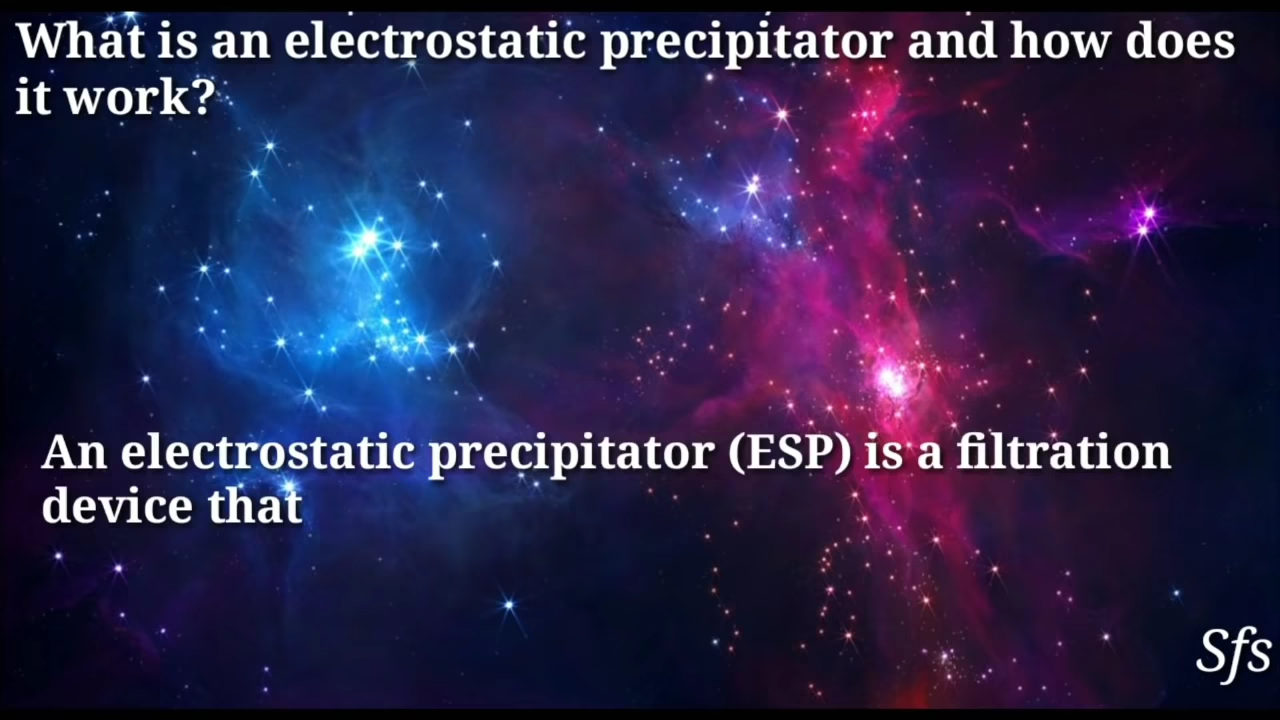 What is an electrostatic precipitator and how does
it work?
An electrostatic precipitator (ESP) is a filtration
device that
Sfs